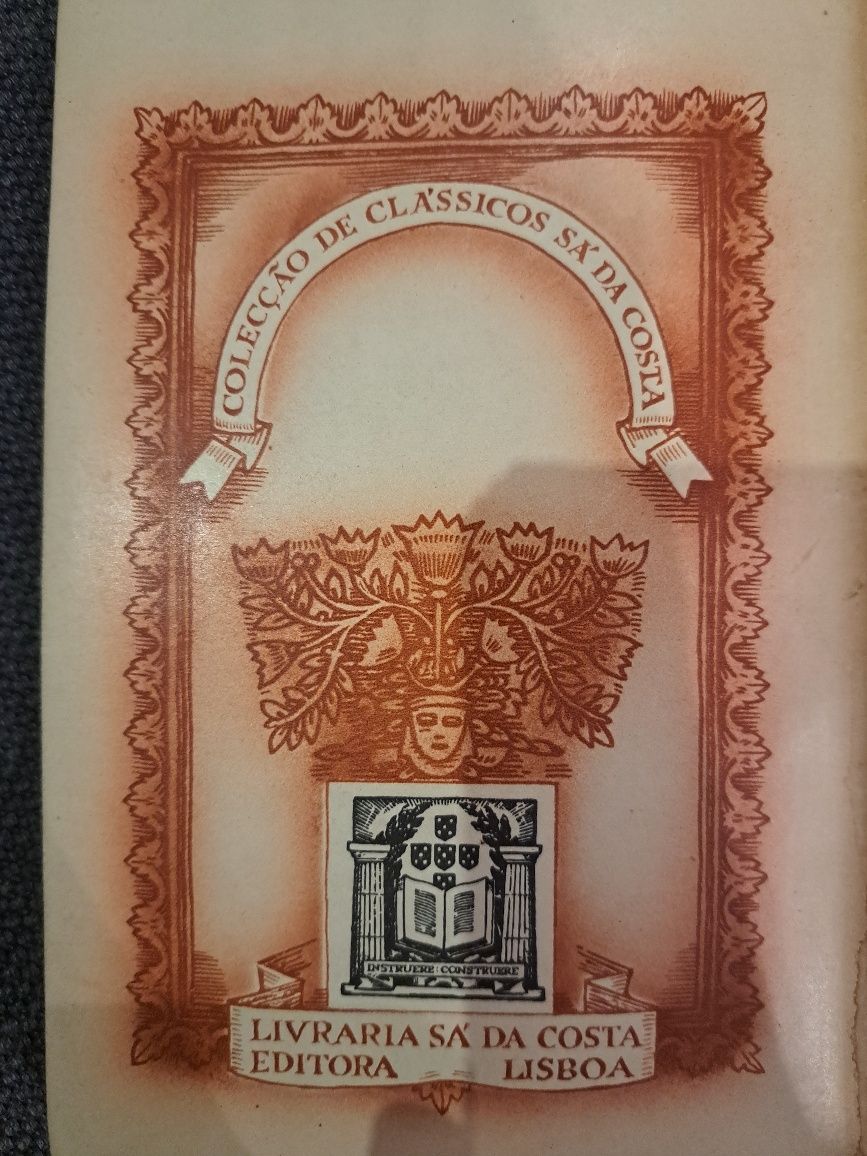 COLECÇÃO DE CLÁSSICOS SÁ DA COSTA
INSTRUERE : CONSTRUERE
LIVRARIA SÁ DA COSTA
EDITORA LISBOA